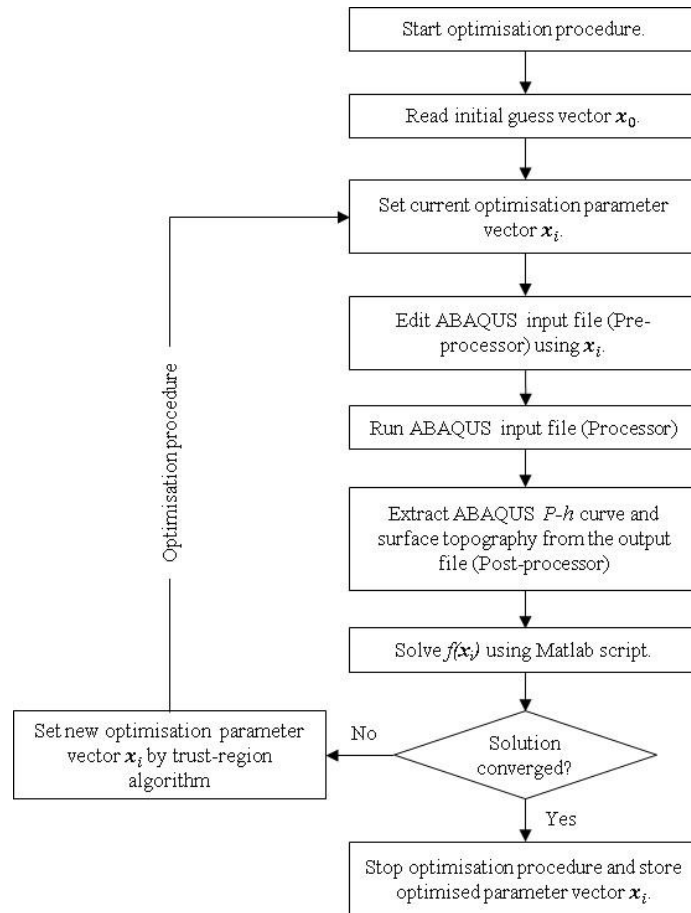 Start optimisation procedure.
Read initial guess vector x₀.
Set current optimisation parameter
vector xᵢ.
Edit ABAQUS input file (Pre-
processor) using xᵢ.
Run ABAQUS input file (Processor)
Extract ABAQUS P-h curve and
surface topography from the output
file (Post-processor)
Solve f(xᵢ) using Matlab script.
Solution
converged?
No
Set new optimisation parameter
vector xᵢ by trust-region
algorithm
Optimisation procedure
Yes
Stop optimisation procedure and store
optimised parameter vector xᵢ.